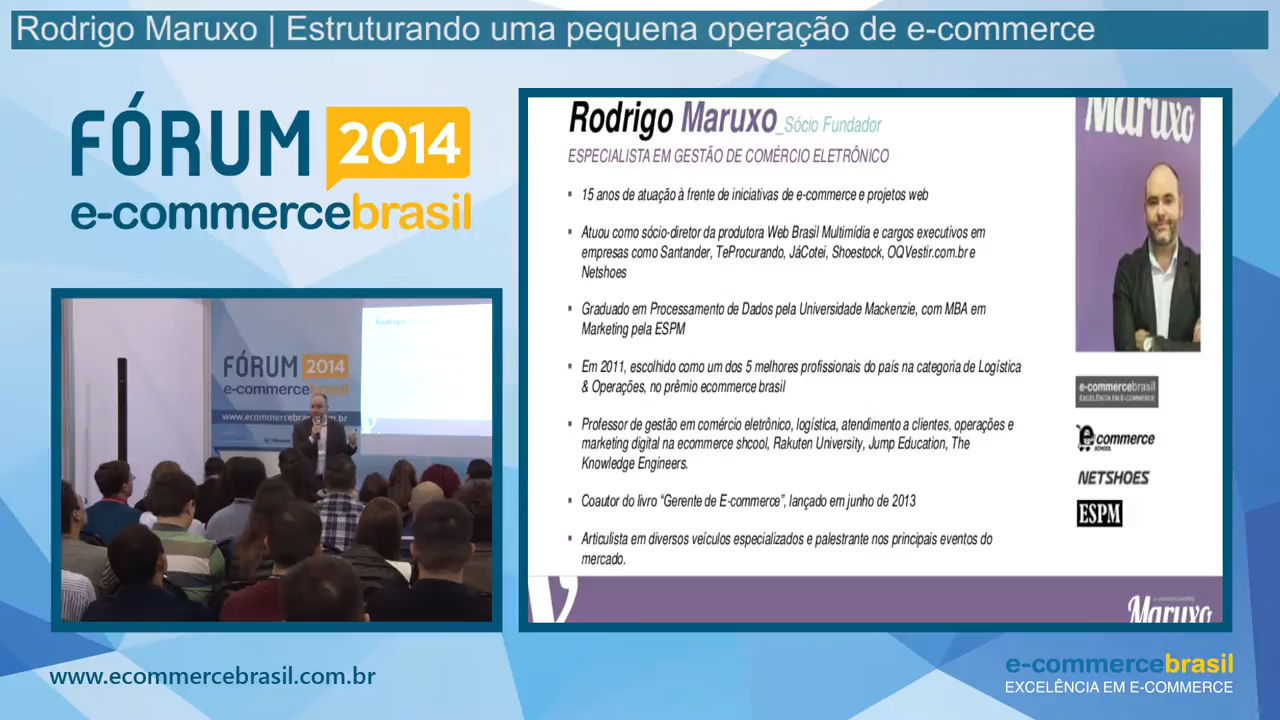 Rodrigo Maruxo | Estruturando uma pequena operação de e-commerce
FÓRUM 2014
e-commercebrasil
Rodrigo Maruxo_Sócio Fundador
ESPECIALISTA EM GESTÃO DE COMÉRCIO ELETRÔNICO
15 anos de atuação à frente de iniciativas de e-commerce e projetos web
Atuou como sócio-diretor da produtora Web Brasil Multimídia e cargos executivos em
empresas como Santander, TeProcurando, JáCotei, Shoestock, OQVestir.com.br e
Netshoes
Graduado em Processamento de Dados pela Universidade Mackenzie, com MBA em
Marketing pela ESPM
Em 2011, escolhido como um dos 5 melhores profissionais do país na categoria de Logística
& Operações, no prêmio ecommerce brasil
Professor de gestão em comércio eletrônico, logística, atendimento a clientes, operações e
marketing digital na ecommerce shcool, Rakuten University, Jump Education, The
Knowledge Engineers.
Coautor do livro “Gerente de E-commerce”, lançado em junho de 2013
Articulista em diversos veículos especializados e palestrante nos principais eventos do
mercado.
Maruxo
e-commercebrasil
EXCELÊNCIA EM E-COMMERCE
ecommerce
SCHOOL
NETSHOES
ESPM
Maruxo
Rodrigo
FÓRUM 2014
e-commercebrasil
www.ecommercebrasil.com.br
www.ecommercebrasil.com.br
e-commercebrasil
EXCELÊNCIA EM E-COMMERCE